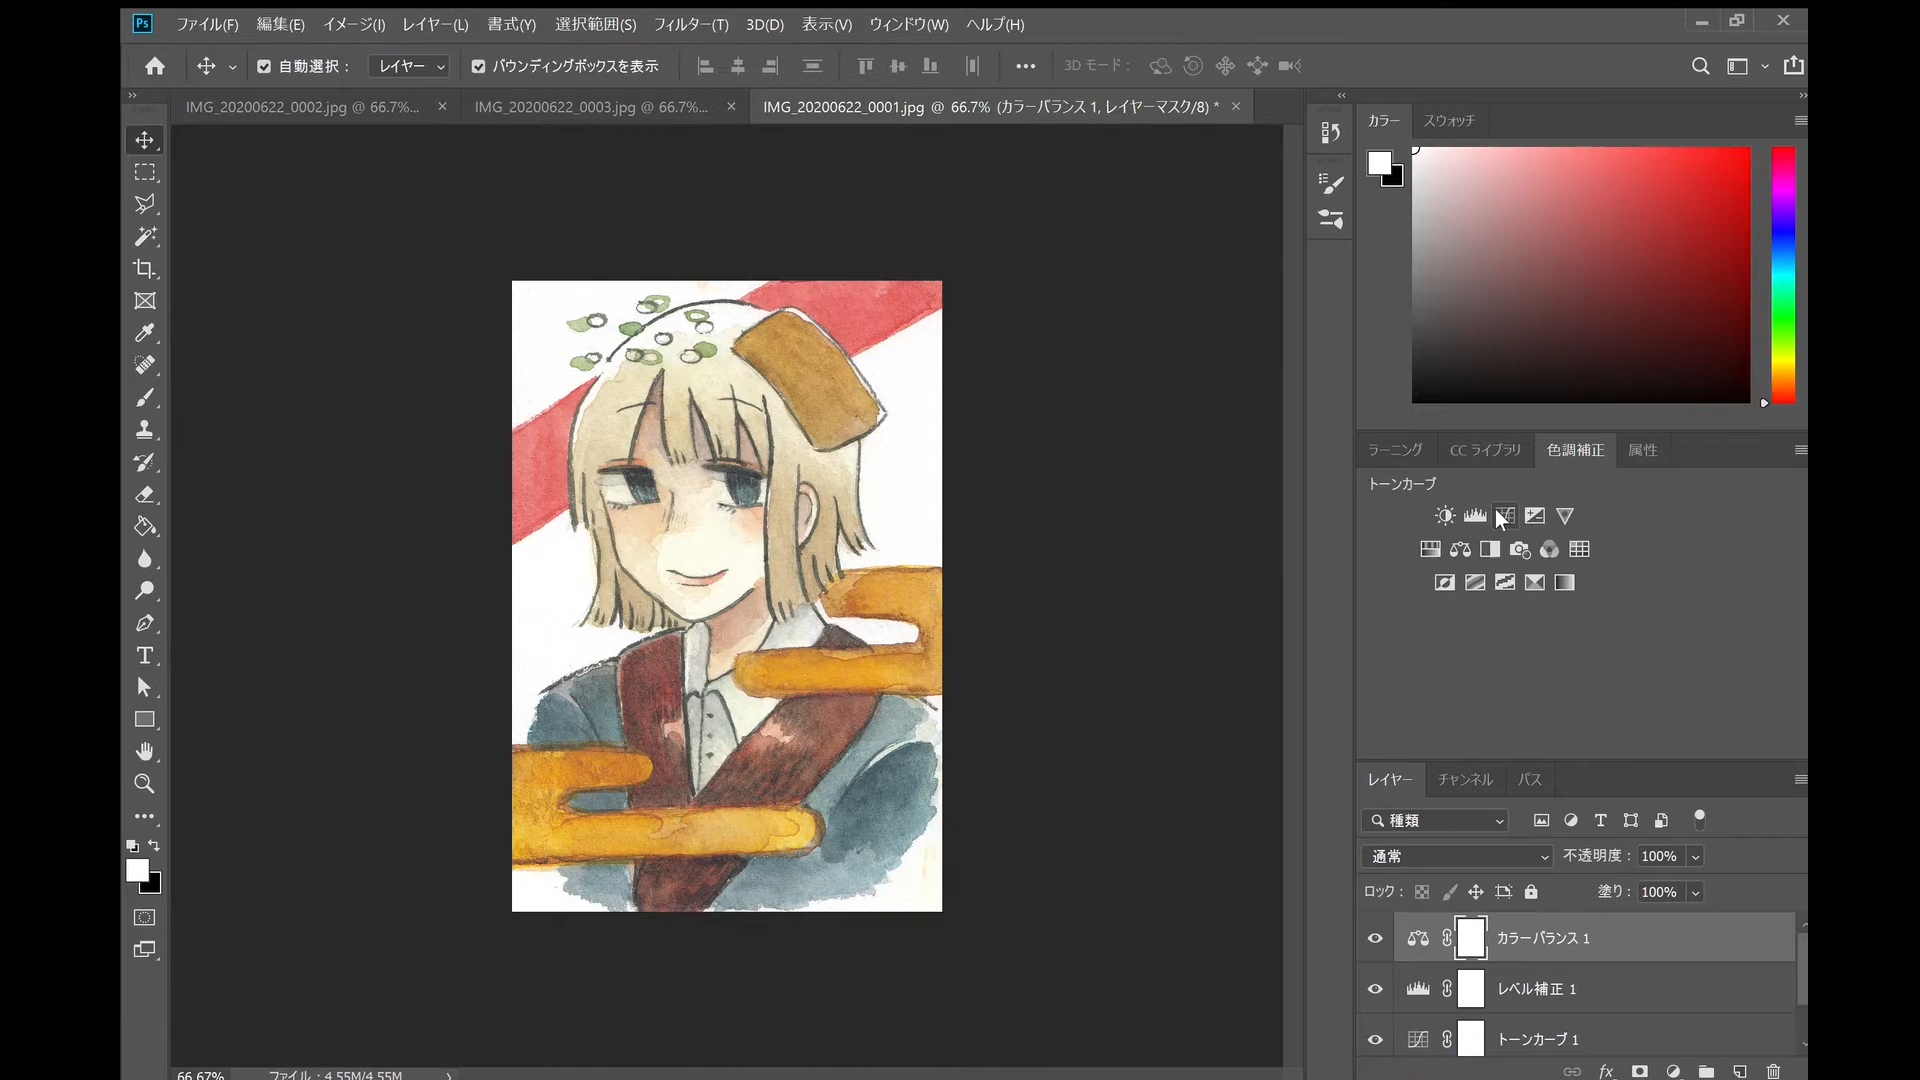 Ps ファイル(F) 編集(E) イメージ(I) レイヤー(L) 書式(Y) 選択範囲(S) フィルター(T) 3D(D) 表示(V) ウィンドウ(W) ヘルプ(H)
自動選択： レイヤー バウンディングボックスを表示 3D モード：
IMG_20200622_0002.jpg @ 66.7%... × IMG_20200622_0003.jpg @ 66.7%... × IMG_20200622_0001.jpg @ 66.7% (カラーバランス 1, レイヤーマスク/8) * ×
カラー スウォッチ
ラーニング CC ライブラリ 色調補正 属性
トーンカーブ
レイヤー チャンネル パス
種類
通常 不透明度： 100%
ロック： 塗り： 100%
カラーバランス 1
レベル補正 1
トーンカーブ 1
fx
66.67% ファイル：4.55M/4.55M